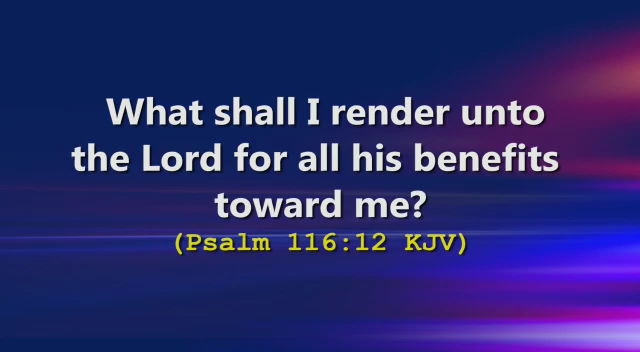 What shall I render unto
the Lord for all his benefits
toward me?
(Psalm 116:12 KJV)